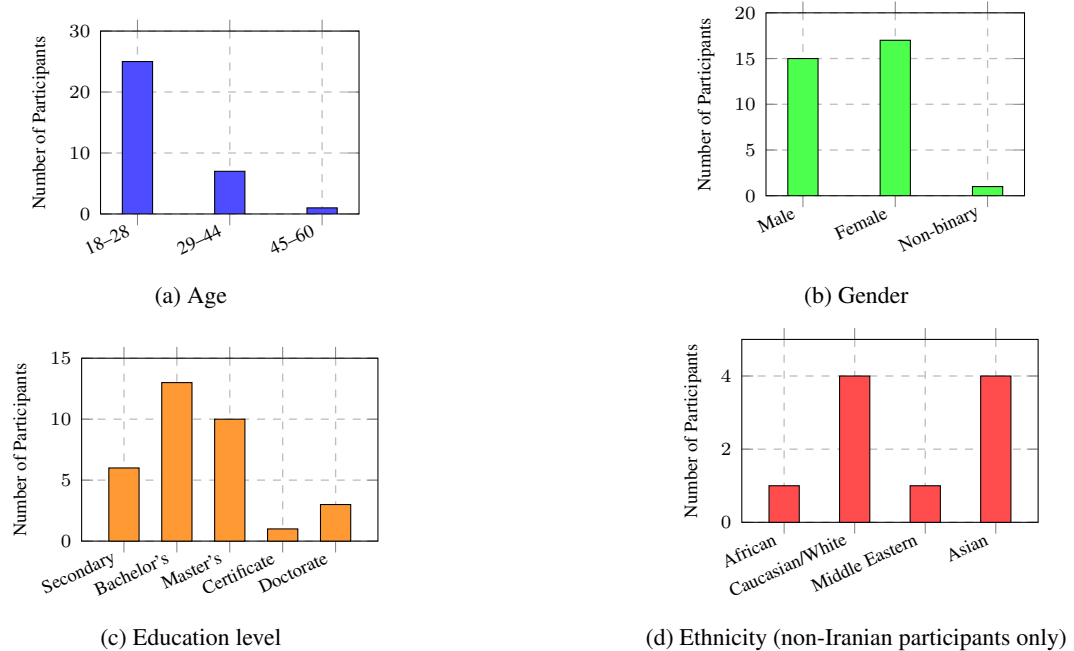 Number of Participants
30
20
10
0
18–28
29–44
45–60
(a) Age
Number of Participants
20
15
10
5
0
Male
Female
Non-binary
(b) Gender
Number of Participants
15
10
5
0
Secondary
Bachelor's
Master's
Certificate
Doctorate
(c) Education level
Number of Participants
4
2
0
African
Caucasian/White
Middle Eastern
Asian
(d) Ethnicity (non-Iranian participants only)